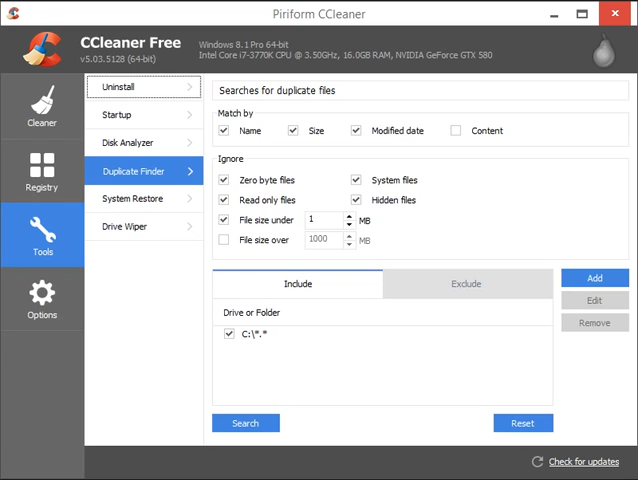 Piriform CCleaner
CCleaner Free
v5.03.5128 (64-bit)
Windows 8.1 Pro 64-bit
Intel Core i7-3770K CPU @ 3.50GHz, 16.0GB RAM, NVIDIA GeForce GTX 580
Cleaner
Registry
Tools
Options
Uninstall
Startup
Disk Analyzer
Duplicate Finder
System Restore
Drive Wiper
Searches for duplicate files
Match by
Name Size Modified date Content
Ignore
Zero byte files System files
Read only files Hidden files
File size under 1 MB
File size over 1000 MB
Include Exclude
Drive or Folder
C:\*.*
Add
Edit
Remove
Search Reset
Check for updates